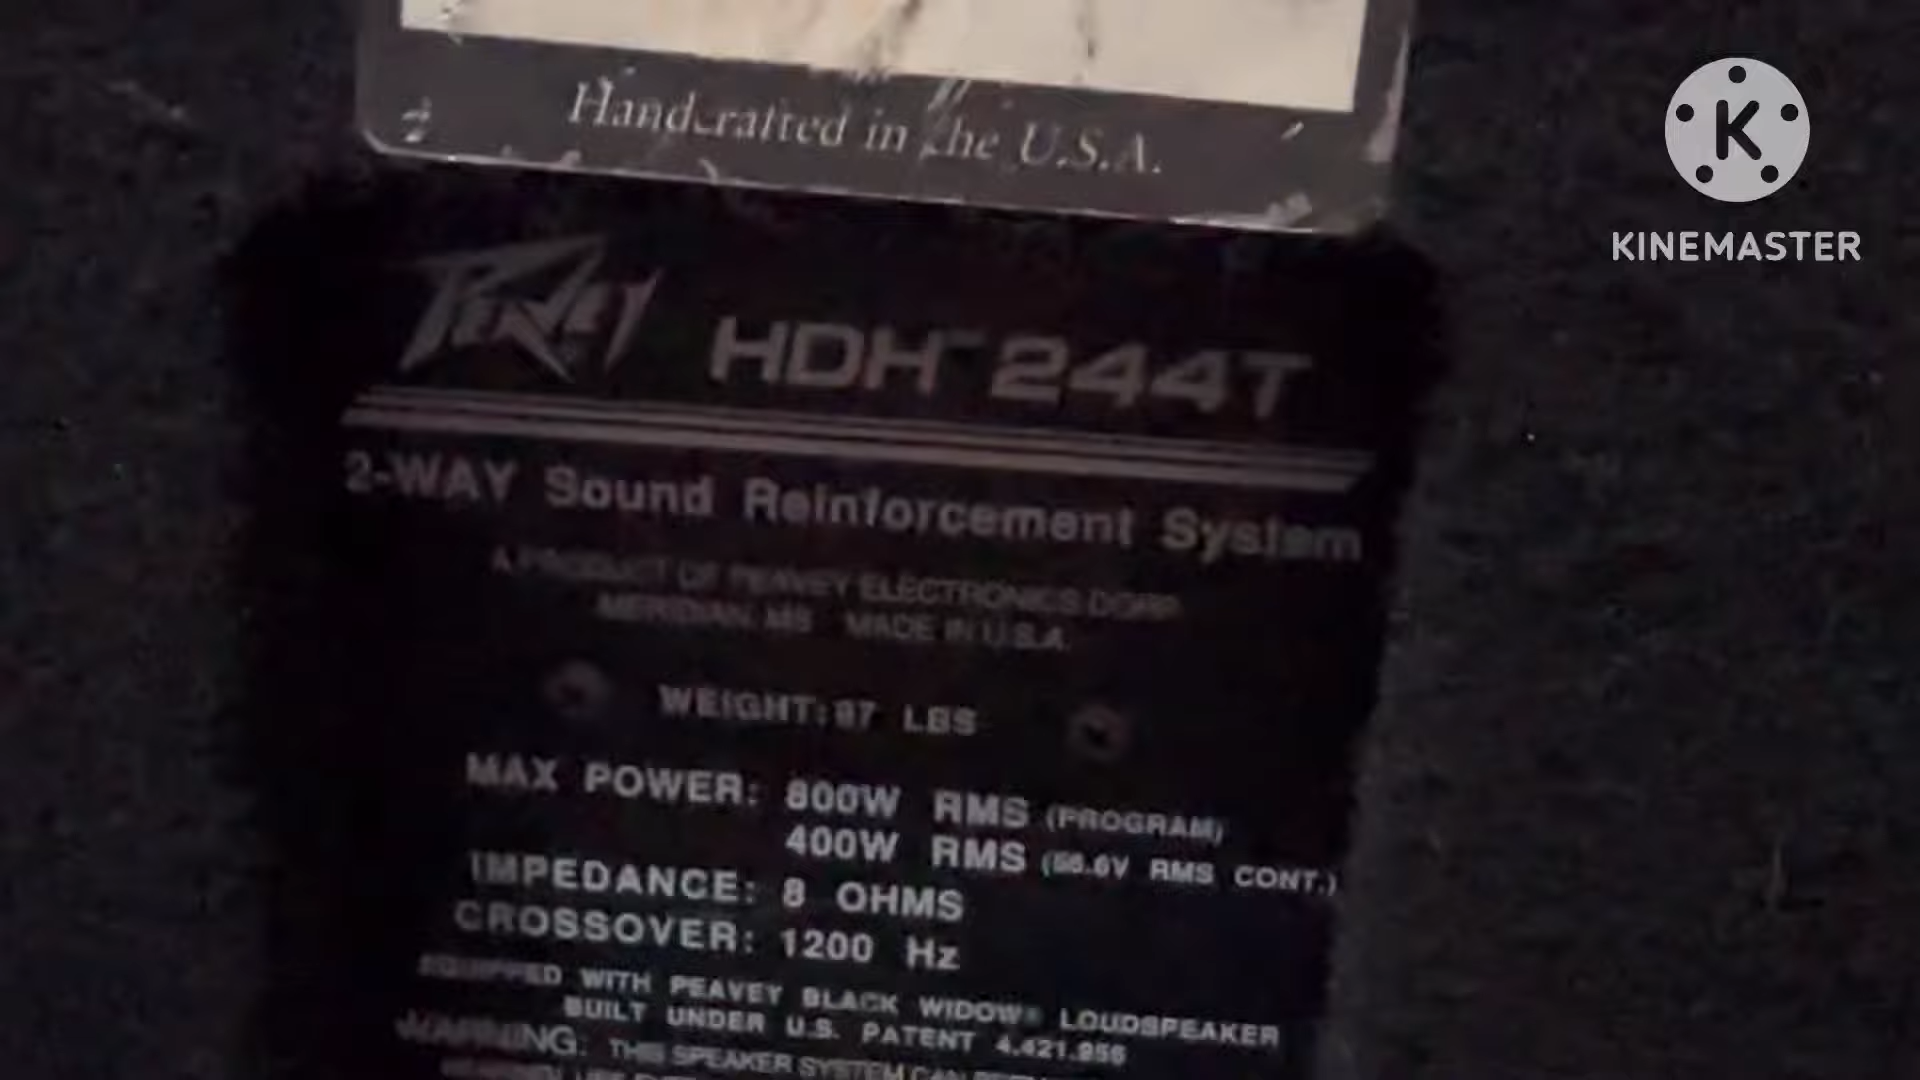 Handcrafted in the U.S.A.
K
KINEMASTER
PEAVEY
HDH™ 244T
2-WAY Sound Reinforcement System
A PRODUCT OF PEAVEY ELECTRONICS CORP.
MERIDIAN, MS MADE IN U.S.A.
WEIGHT: LBS
MAX POWER: 800W RMS (PROGRAM)
400W RMS (56.6V RMS CONT.)
IMPEDANCE: 8 OHMS
CROSSOVER: 1200 Hz
EQUIPPED WITH PEAVEY BLACK WIDOW® LOUDSPEAKER
BUILT UNDER U.S. PATENT 4,421,956
WARNING: THIS SPEAKER SYSTEM CAN